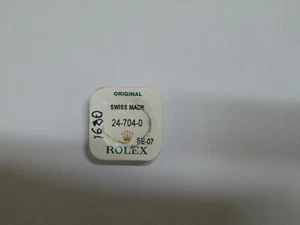 ORIGINAL
SWISS MADE
24-704-0
SE-07
ROLEX
1680